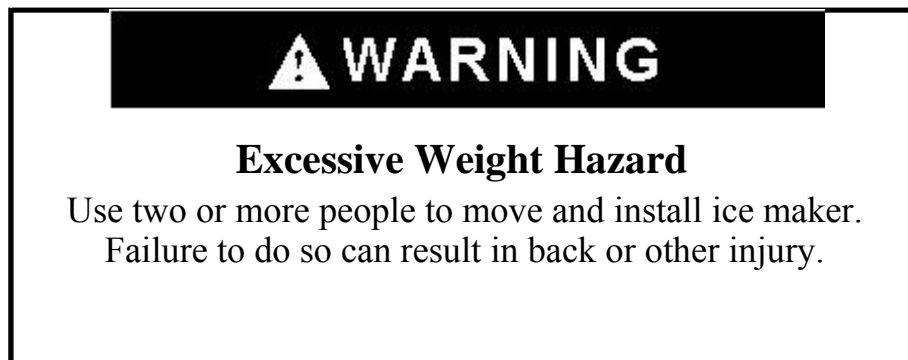 WARNING
Excessive Weight Hazard
Use two or more people to move and install ice maker.
Failure to do so can result in back or other injury.